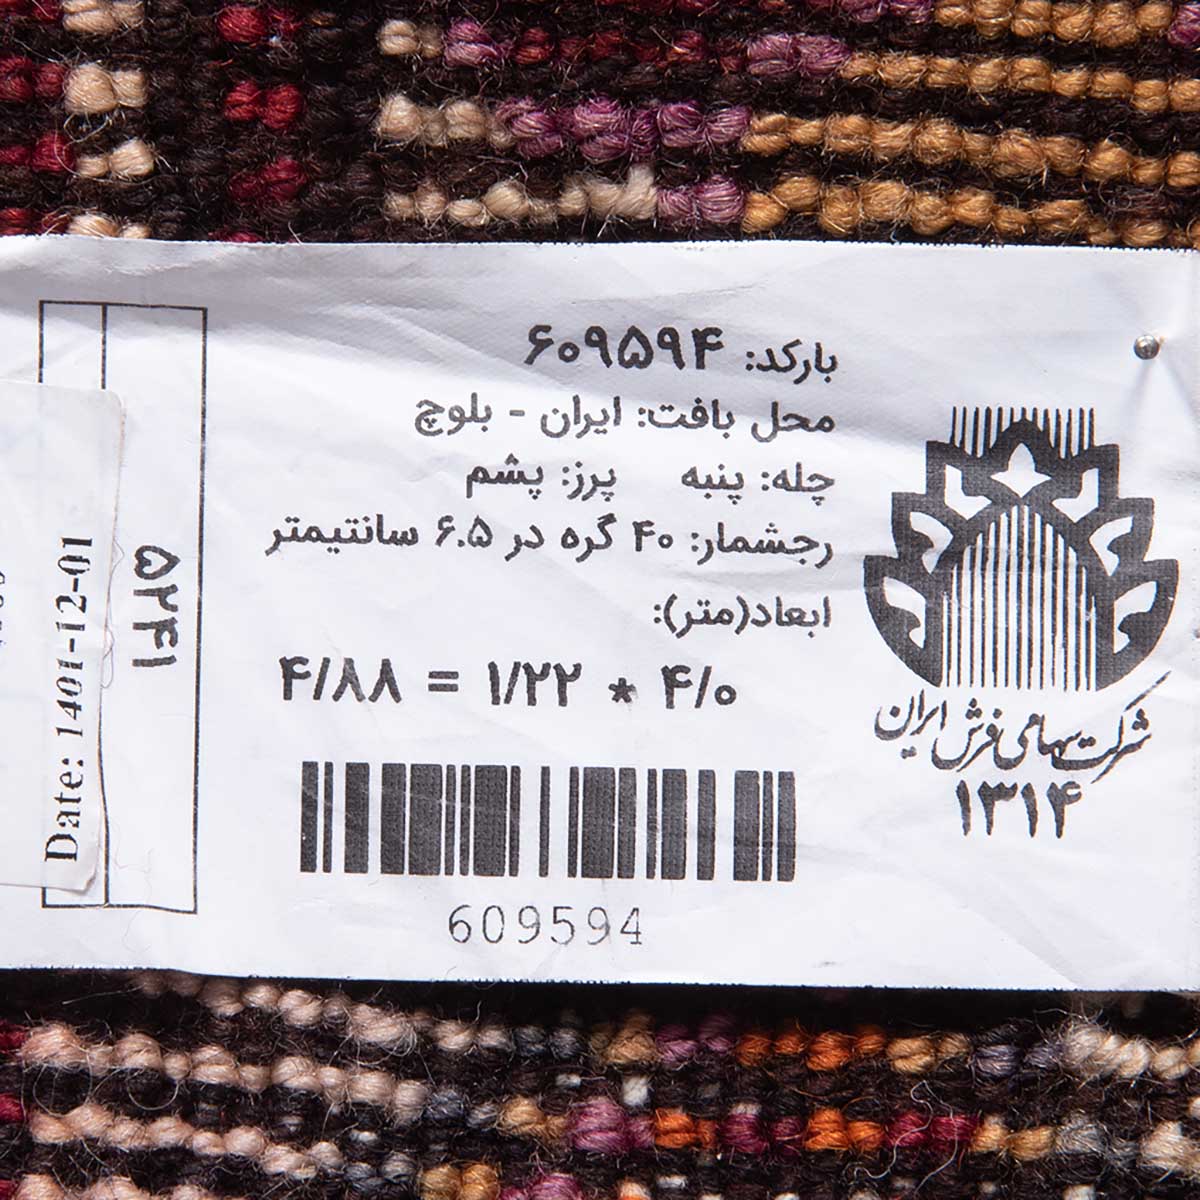 بارکد: ۶۰۹۵۹۴
محل بافت: ایران - بلوچ
چله: پنبه پرز: پشم
رجشمار: ۴۰ گره در ۶.۵ سانتیمتر
ابعاد(متر):
۴/۸۸ = ۱/۲۲ * ۴/۰
609594
شرکت سهامی فرش ایران
۱۳۱۴
۵۲۴۱
Date: 1401-12-01